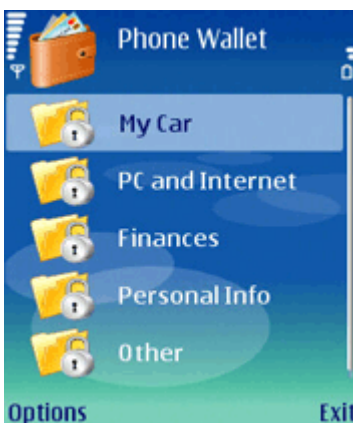 Phone Wallet
My Car
PC and Internet
Finances
Personal Info
Other
Options Exit